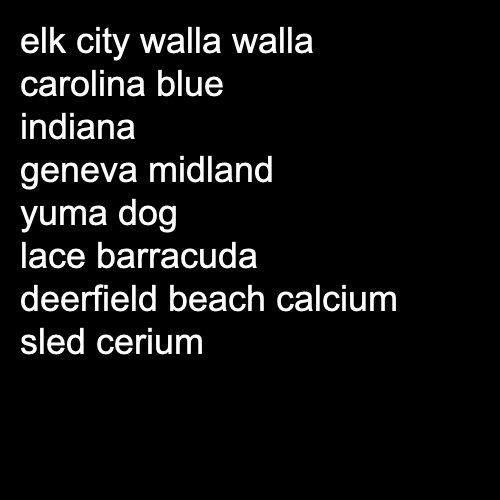 elk city walla walla
carolina blue
indiana
geneva midland
yuma dog
lace barracuda
deerfield beach calcium
sled cerium